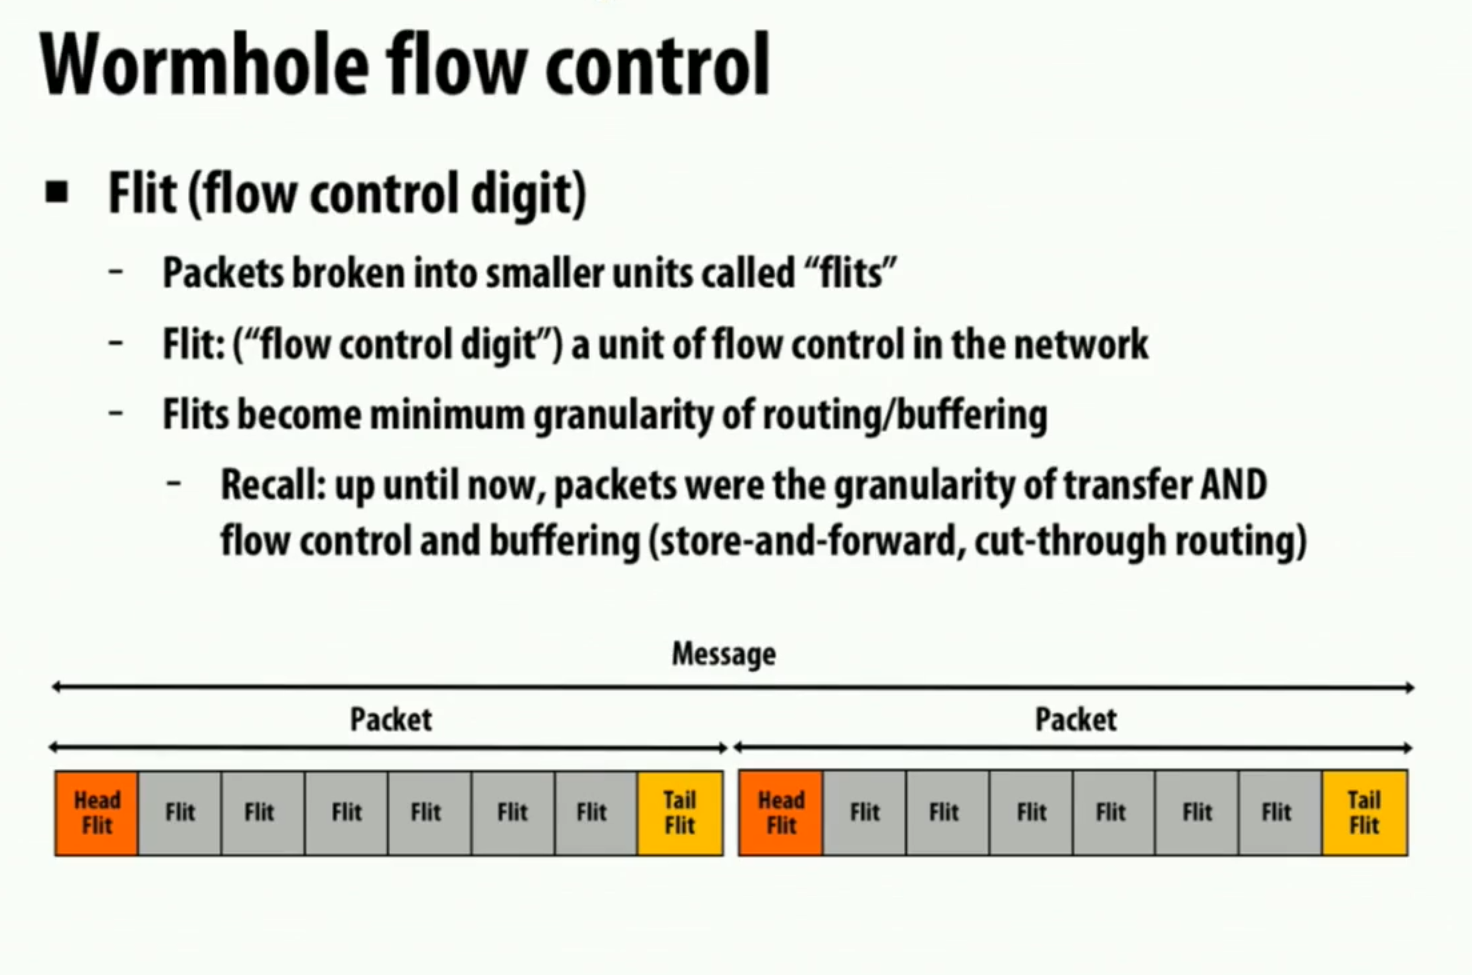 Wormhole flow control
■ Flit (flow control digit)
- Packets broken into smaller units called “flits”
- Flit: (“flow control digit”) a unit of flow control in the network
- Flits become minimum granularity of routing/buffering
- Recall: up until now, packets were the granularity of transfer AND
flow control and buffering (store-and-forward, cut-through routing)
Message
Packet Packet
Head Flit Flit Flit Flit Flit Flit Flit Tail Flit Head Flit Flit Flit Flit Flit Flit Flit Tail Flit